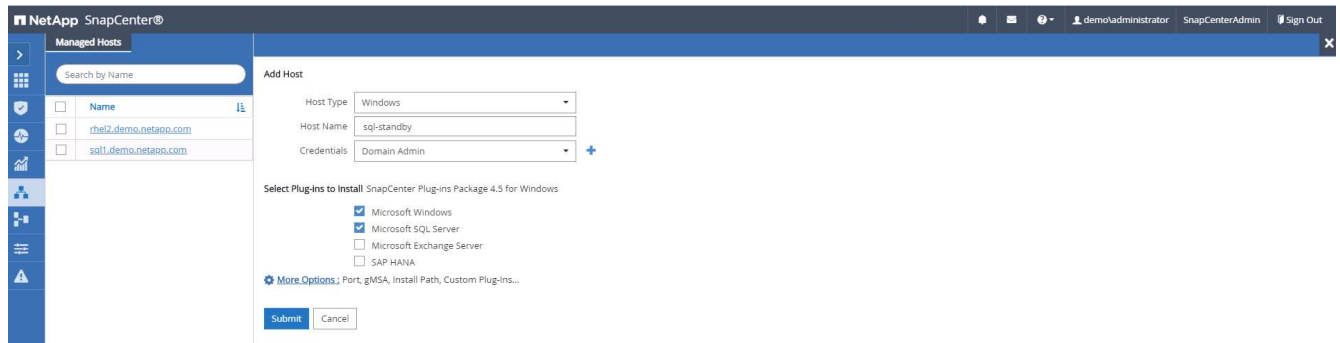 NetApp SnapCenter®
demo\administrator SnapCenterAdmin Sign Out
Managed Hosts
Search by Name
Name
rhel2.demo.netapp.com
sql1.demo.netapp.com
Add Host
Host Type Windows
Host Name sql-standby
Credentials Domain Admin
Select Plug-ins to Install SnapCenter Plug-ins Package 4.5 for Windows
Microsoft Windows
Microsoft SQL Server
Microsoft Exchange Server
SAP HANA
More Options : Port, gMSA, Install Path, Custom Plug-Ins...
Submit Cancel